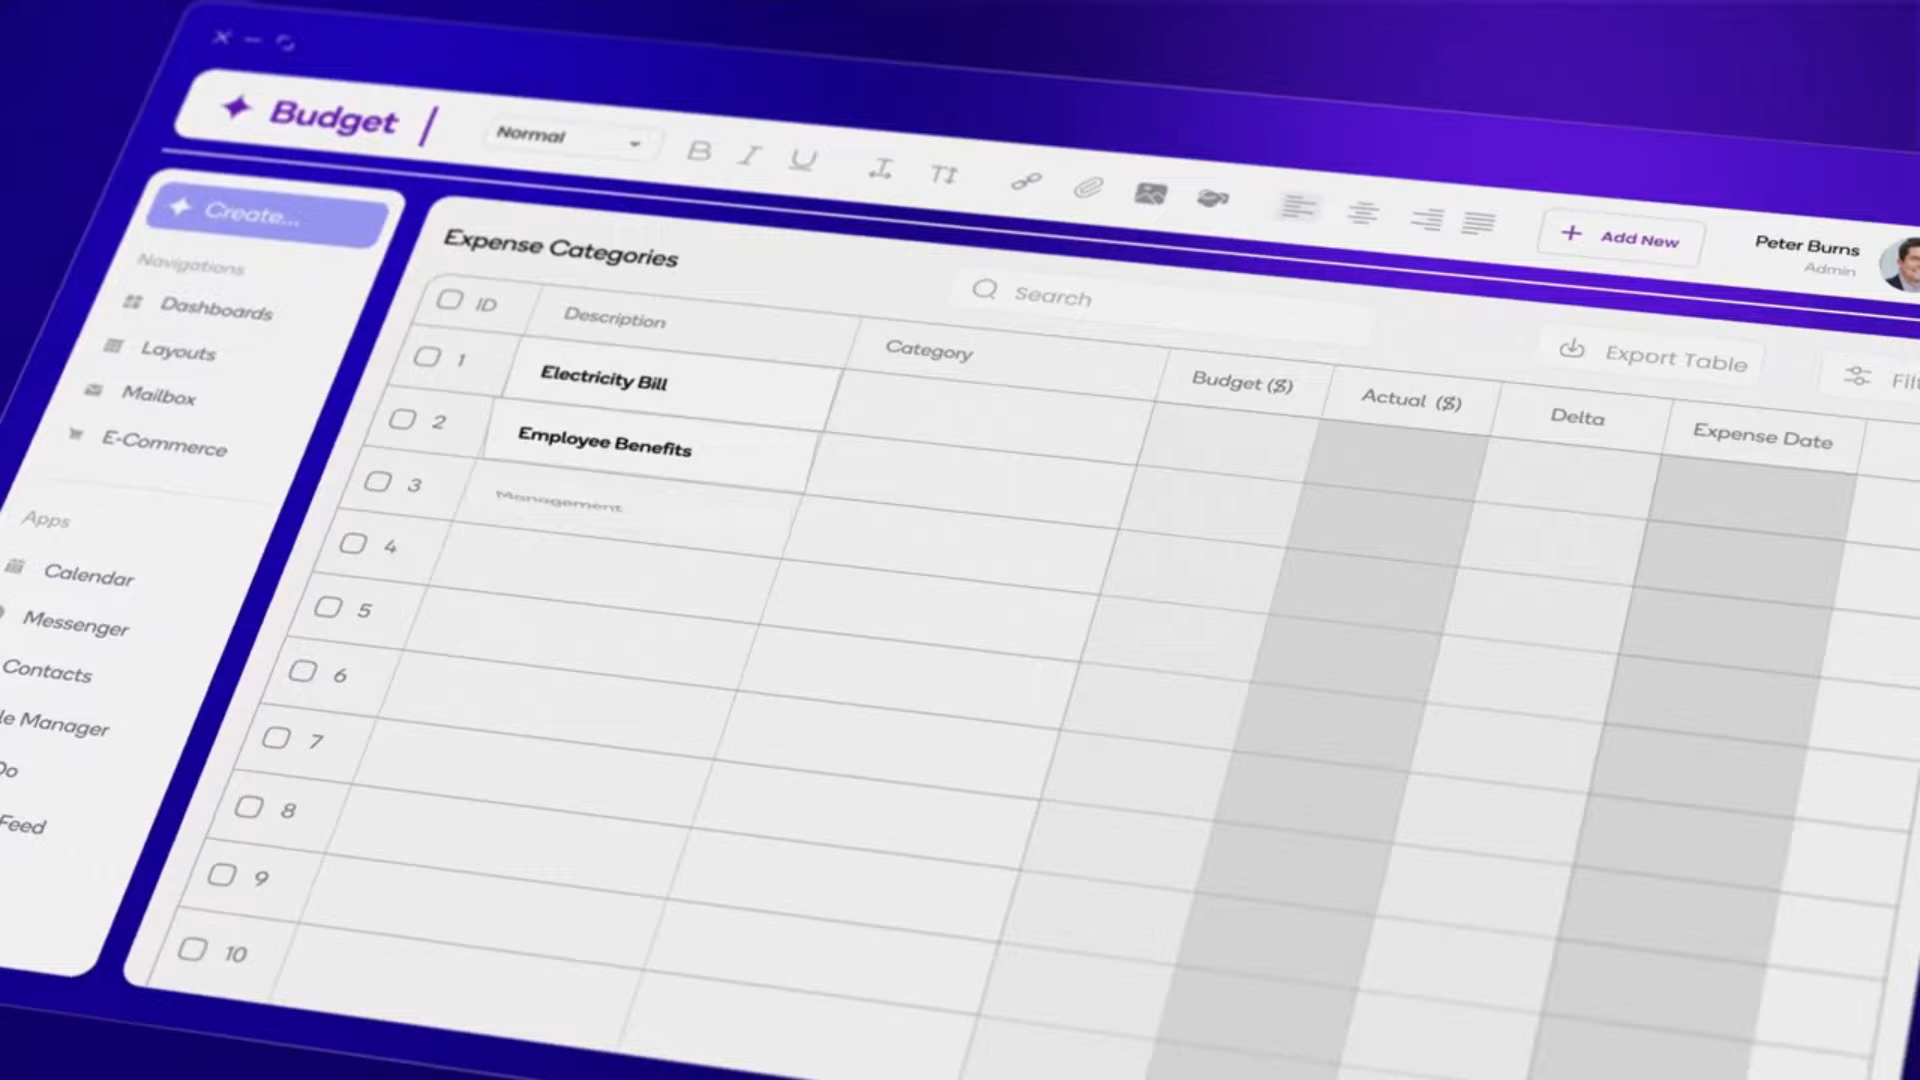 Budget
Normal
B I U
Add New
Peter Burns
Admin
Create...
Navigations
Dashboards
Layouts
Mailbox
E-Commerce
Apps
Calendar
Messenger
Contacts
le Manager
Do
Feed
Expense Categories
Search
Export Table
Filt
ID Description Category Budget ($) Actual ($) Delta Expense Date
1 Electricity Bill
2 Employee Benefits
3 Management
4
5
6
7
8
9
10